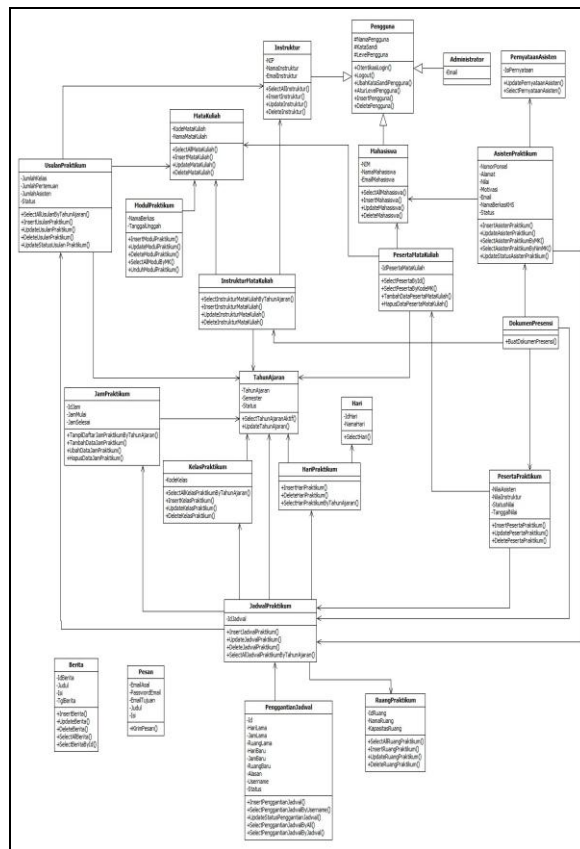 Pengguna
#NamaPengguna
#KataSandi
#LevelPengguna
+OtentikasiLogin()
+Logout()
+UbahKataSandiPengguna()
+AturLevelPengguna()
+InsertPengguna()
+DeletePengguna()
Instruktur
-NIP
-NamaInstruktur
-EmailInstruktur
+SelectAllInstruktur()
+InsertInstruktur()
+UpdateInstruktur()
+DeleteInstruktur()
Administrator
-Email
PernyataanAsisten
-IsiPernyataan
+UpdatePernyataanAsisten()
+SelectPernyataanAsisten()
MataKuliah
-KodeMataKuliah
-NamaMataKuliah
+SelectAllMataKuliah()
+InsertMataKuliah()
+UpdateMataKuliah()
+DeleteMataKuliah()
UsulanPraktikum
-JumlahKelas
-JumlahPertemuan
-JumlahAsisten
-Status
+SelectAllUsulanByTahunAjaran()
+InsertUsulanPraktikum()
+UpdateUsulanPraktikum()
+DeleteUsulanPraktikum()
+UpdateStatusUsulanPraktikum()
Mahasiswa
-NIM
-NamaMahasiswa
-EmailMahasiswa
+SelectAllMahasiswa()
+InsertMahasiswa()
+UpdateMahasiswa()
+DeleteMahasiswa()
AsistenPraktikum
-NomorPonsel
-Alamat
-Nilai
-Motivasi
-Email
-NamaBerkasKHS
-Status
+InsertAsistenPraktikum()
+UpdateAsistenPraktikum()
+SelectAsistenPraktikumByMK()
+SelectAsistenPraktikumByNimMK()
+UpdateStatusAsistenPraktikum()
ModulPraktikum
-NamaBerkas
-TanggalUnggah
+InsertModulPraktikum()
+UpdateModulPraktikum()
+DeleteModulPraktikum()
+SelectAllModulByMK()
+UnduhModulPraktikum()
PesertaMataKuliah
-IdPesertaMataKuliah
+SelectPesertaById()
+SelectPesertaByKodeMK()
+TambahDataPesertaMataKuliah()
+HapusDataPesertaMataKuliah()
InstrukturMataKuliah
+SelectInstrukturMataKuliahByTahunAjaran()
+InsertInstrukturMataKuliah()
+UpdateInstrukturMataKuliah()
+DeleteInstrukturMataKuliah()
DokumenPresensi
+BuatDokumenPresensi()
TahunAjaran
-TahunAjaran
-Semester
-Status
+SelectTahunAjaranAktif()
+UpdateTahunAjaran()
Hari
-IdHari
-NamaHari
+SelectHari()
JamPraktikum
-IdJam
-JamMulai
-JamSelesai
+TampilDaftarJamPraktikumByTahunAjaran()
+TambahDataJamPraktikum()
+UbahDataJamPraktikum()
+HapusDataJamPraktikum()
KelasPraktikum
-KodeKelas
+SelectAllKelasPraktikumByTahunAjaran()
+InsertKelasPraktikum()
+UpdateKelasPraktikum()
+DeleteKelasPraktikum()
HariPraktikum
+InsertHariPraktikum()
+DeleteHariPraktikum()
+SelectHariPraktikumByTahunAjaran()
PesertaPraktikum
-NilaiAsisten
-NilaiInstruktur
-StatusNilai
-TanggalNilai
+InsertPesertaPraktikum()
+UpdatePesertaPraktikum()
+DeletePesertaPraktikum()
JadwalPraktikum
-IdJadwal
+InsertJadwalPraktikum()
+UpdateJadwalPraktikum()
+DeleteJadwalPraktikum()
+SelectAllJadwalPraktikumByTahunAjaran()
Berita
-IdBerita
-Judul
-Isi
-TglBerita
+InsertBerita()
+UpdateBerita()
+DeleteBerita()
+SelectAllBerita()
+SelectBeritaById()
Pesan
-EmailAsal
-PasswordEmail
-EmailTujuan
-Judul
-Isi
+KirimPesan()
PenggantianJadwal
-Id
-HariLama
-JamLama
-RuangLama
-HariBaru
-JamBaru
-RuangBaru
-Alasan
-Username
-Status
+InsertPenggantianJadwal()
+SelectPenggantianJadwalByUsername()
+UpdateStatusPenggantianJadwal()
+SelectPenggantianJadwalByAll()
+SelectPenggantianJadwalByJadwal()
RuangPraktikum
-IdRuang
-NamaRuang
-KapasitasRuang
+SelectAllRuangPraktikum()
+InsertRuangPraktikum()
+UpdateRuangPraktikum()
+DeleteRuangPraktikum()